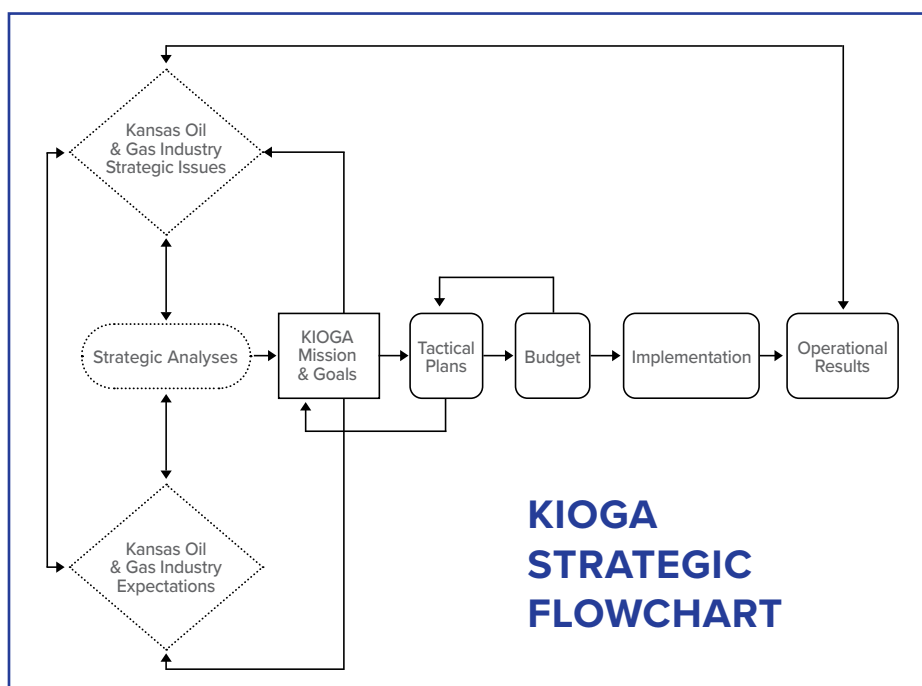 Kansas Oil
& Gas Industry
Strategic Issues
Strategic Analyses
KIOGA
Mission
& Goals
Tactical
Plans
Budget
Implementation
Operational
Results
Kansas Oil
& Gas Industry
Expectations
KIOGA
STRATEGIC
FLOWCHART